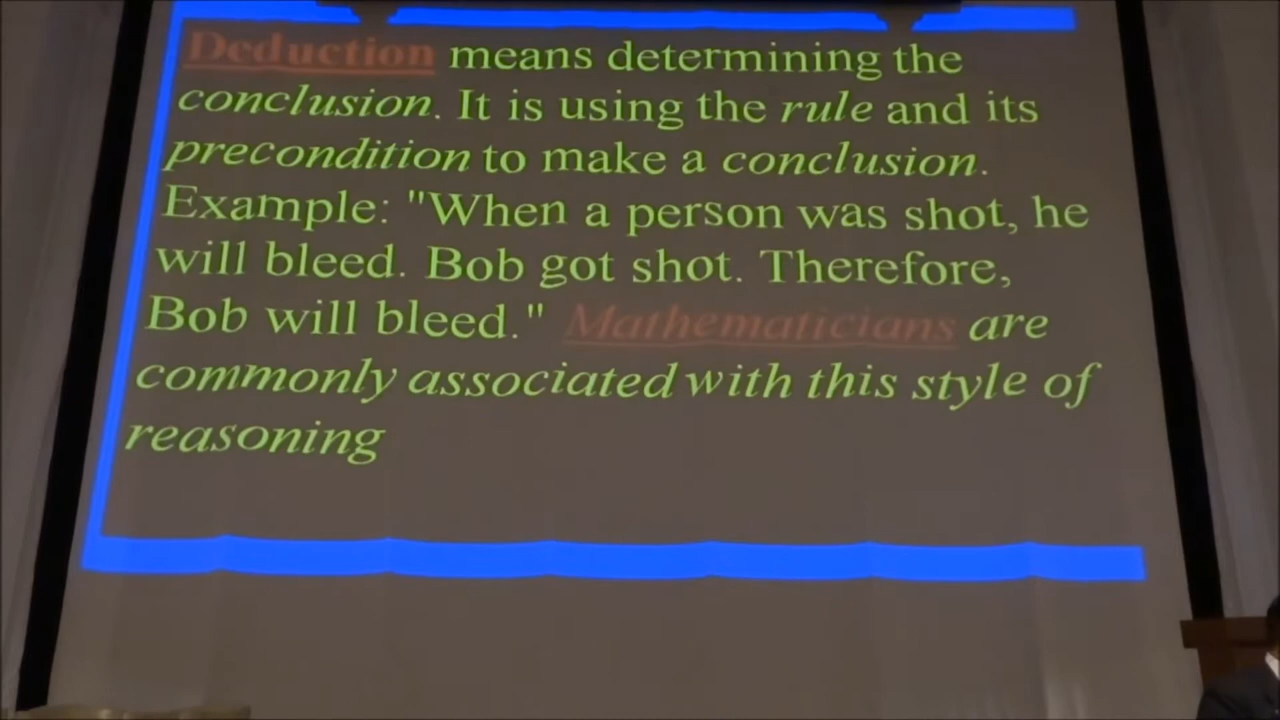 Deduction means determining the
conclusion. It is using the rule and its
precondition to make a conclusion.
Example: "When a person was shot, he
will bleed. Bob got shot. Therefore,
Bob will bleed." Mathematicians are
commonly associated with this style of
reasoning